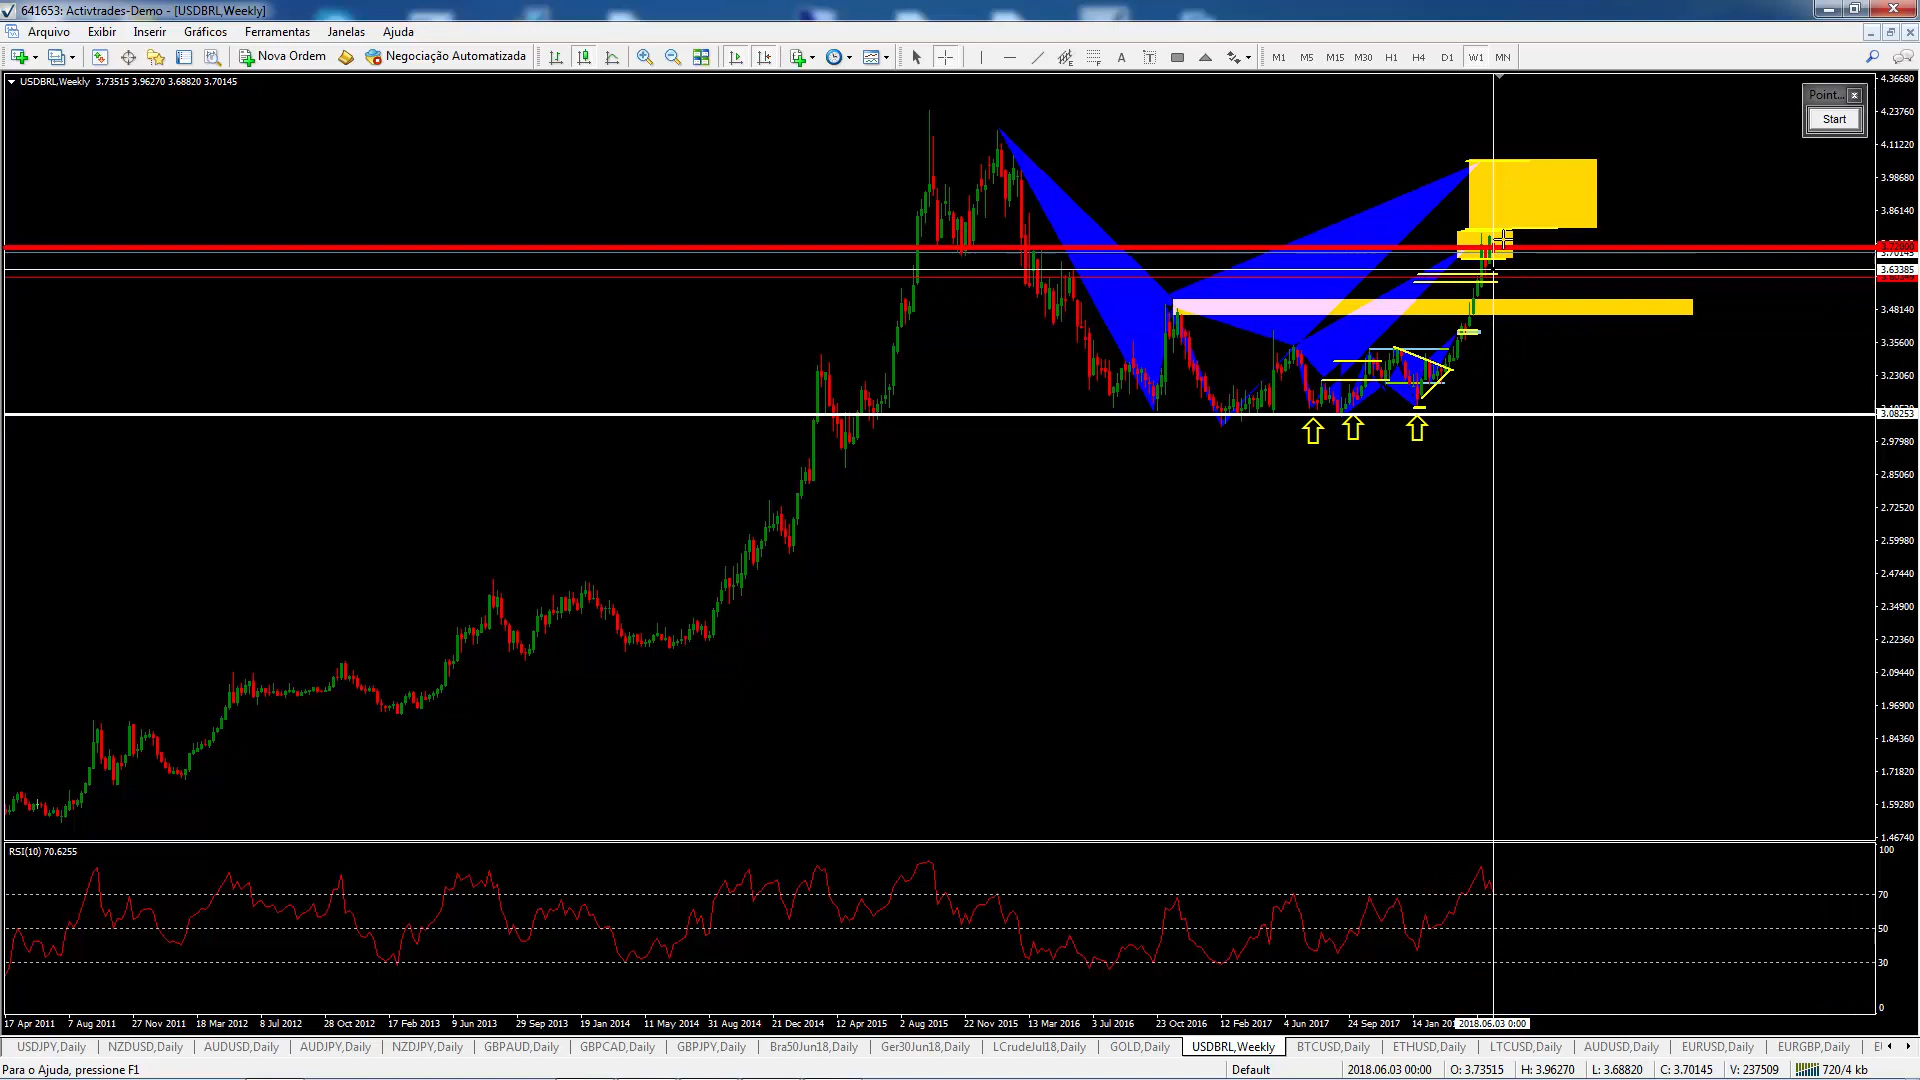 641653: Activtrades-Demo - [USDBRL,Weekly]
Arquivo Exibir Inserir Gráficos Ferramentas Janelas Ajuda
Nova Ordem Negociação Automatizada A T M1 M5 M15 M30 H1 H4 D1 W1 MN
USDBRL,Weekly 3.73515 3.96270 3.68820 3.70145
Point... x
Start
4.36680
4.23760
4.11220
3.98680
3.86140
3.70145
3.63385
3.48140
3.35600
3.23060
3.08253
2.97980
2.85060
2.72520
2.59980
2.47440
2.34900
2.22360
2.09440
1.96900
1.84360
1.71820
1.59280
1.46740
RSI(10) 70.6255
100
70
50
30
0
17 Apr 2011 7 Aug 2011 27 Nov 2011 18 Mar 2012 8 Jul 2012 28 Oct 2012 17 Feb 2013 9 Jun 2013 29 Sep 2013 19 Jan 2014 11 May 2014 31 Aug 2014 21 Dec 2014 12 Apr 2015 2 Aug 2015 22 Nov 2015 13 Mar 2016 3 Jul 2016 23 Oct 2016 12 Feb 2017 4 Jun 2017 24 Sep 2017 14 Jan 2018.06.03 0:00
USDJPY,Daily NZDUSD,Daily AUDUSD,Daily AUDJPY,Daily NZDJPY,Daily GBPAUD,Daily GBPCAD,Daily GBPJPY,Daily Bra50Jun18,Daily Ger30Jun18,Daily LCrudeJul18,Daily GOLD,Daily USDBRL,Weekly BTCUSD,Daily ETHUSD,Daily LTCUSD,Daily AUDUSD,Daily EURUSD,Daily EURGBP,Daily
Para o Ajuda, pressione F1 Default 2018.06.03 00:00 O: 3.73515 H: 3.96270 L: 3.68820 C: 3.70145 V: 237509 720/4 kb